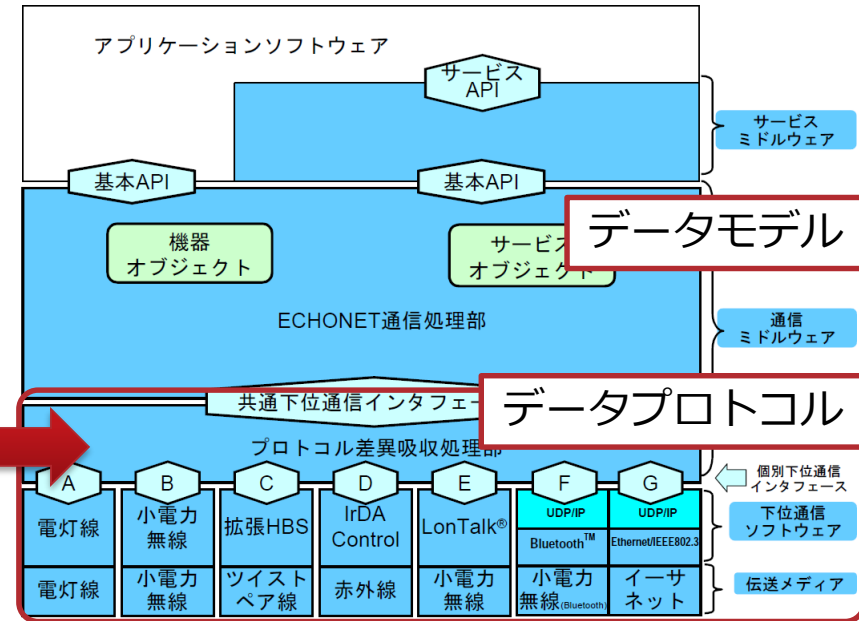 アプリケーションソフトウェア
サービス
API
サービス
ミドルウェア
基本API
基本API
データモデル
機器
オブジェクト
サービス
オブジェクト
ECHONET通信処理部
通信
ミドルウェア
データプロトコル
共通下位通信インタフェー
プロトコル差異吸収処理部
A
B
C
D
E
F
G
個別下位通信
インタフェース
電灯線
小電力
無線
拡張HBS
IrDA
Control
LonTalk®
UDP/IP
Bluetooth™
UDP/IP
Ethernet/IEEE802.3
下位通信
ソフトウェア
電灯線
小電力
無線
ツイスト
ペア線
赤外線
小電力
無線
小電力
無線(Bluetooth)
イーサ
ネット
伝送メディア